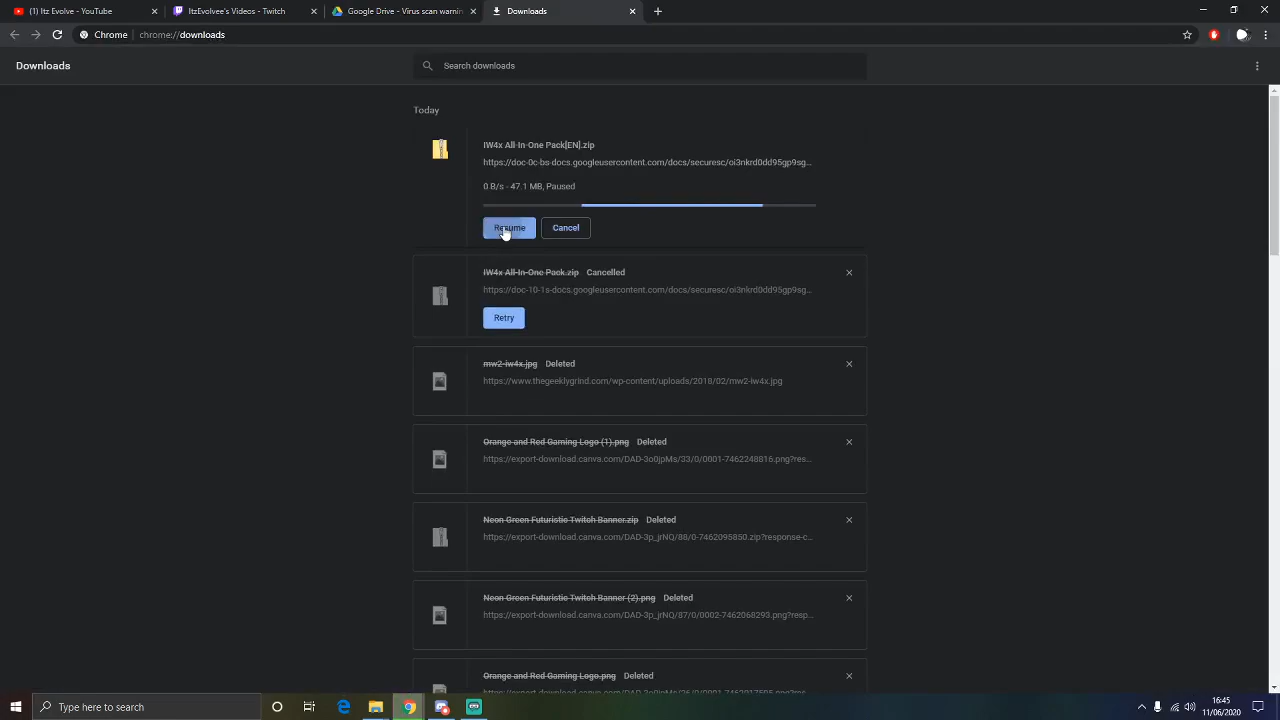 (1) Itz Evolve - YouTube
ItzEvolve's Videos - Twitch
Google Drive - Virus scan warnin
Downloads
Chrome
chrome://downloads
Downloads
Search downloads
Today
IW4x All-In-One Pack[EN].zip
https://doc-0c-bs-docs.googleusercontent.com/docs/securesc/oi3nkrd0dd95gp9sg...
0 B/s - 47.1 MB, Paused
Resume
Cancel
IW4x All-In-One Pack.zip Cancelled
https://doc-10-1s-docs.googleusercontent.com/docs/securesc/oi3nkrd0dd95gp9sg...
Retry
mw2-iw4x.jpg Deleted
https://www.thegeeklygrind.com/wp-content/uploads/2018/02/mw2-iw4x.jpg
Orange and Red Gaming Logo (1).png Deleted
https://export-download.canva.com/DAD-3o0jpMs/33/0/0001-7462248816.png?res...
Neon Green Futuristic Twitch Banner.zip Deleted
https://export-download.canva.com/DAD-3p_jrNQ/88/0-7462095850.zip?response-c...
Neon Green Futuristic Twitch Banner (2).png Deleted
https://export-download.canva.com/DAD-3p_jrNQ/87/0/0002-7462068293.png?resp...
Orange and Red Gaming Logo.png Deleted
Type here to search
16:45
11/06/2020